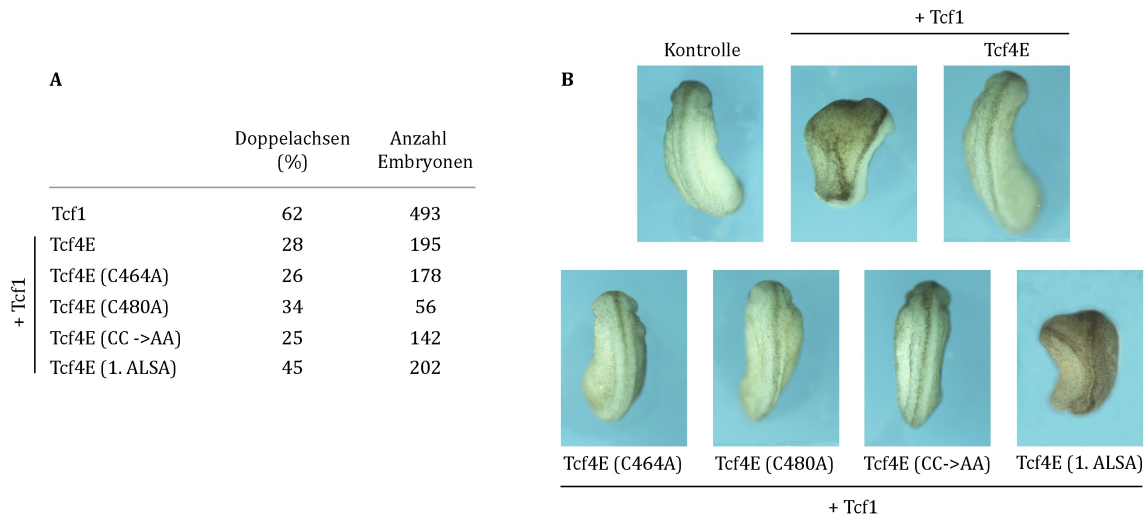 A
Doppelachsen Anzahl
(%) Embryonen
Tcf1 62 493
Tcf4E 28 195
Tcf4E (C464A) 26 178
Tcf4E (C480A) 34 56
Tcf4E (CC ->AA) 25 142
Tcf4E (1. ALSA) 45 202
+ Tcf1
B
+ Tcf1
Kontrolle Tcf4E
Tcf4E (C464A) Tcf4E (C480A) Tcf4E (CC->AA) Tcf4E (1. ALSA)
+ Tcf1